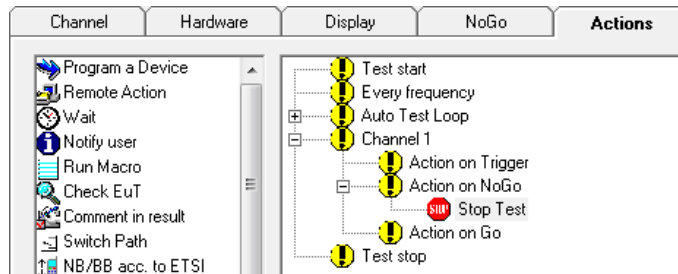 Channel Hardware Display NoGo Actions
Program a Device
Remote Action
Wait
Notify user
Run Macro
Check EuT
Comment in result
Switch Path
NB/BB acc. to ETSI
Test start
Every frequency
Auto Test Loop
Channel 1
Action on Trigger
Action on NoGo
STOP Stop Test
Action on Go
Test stop